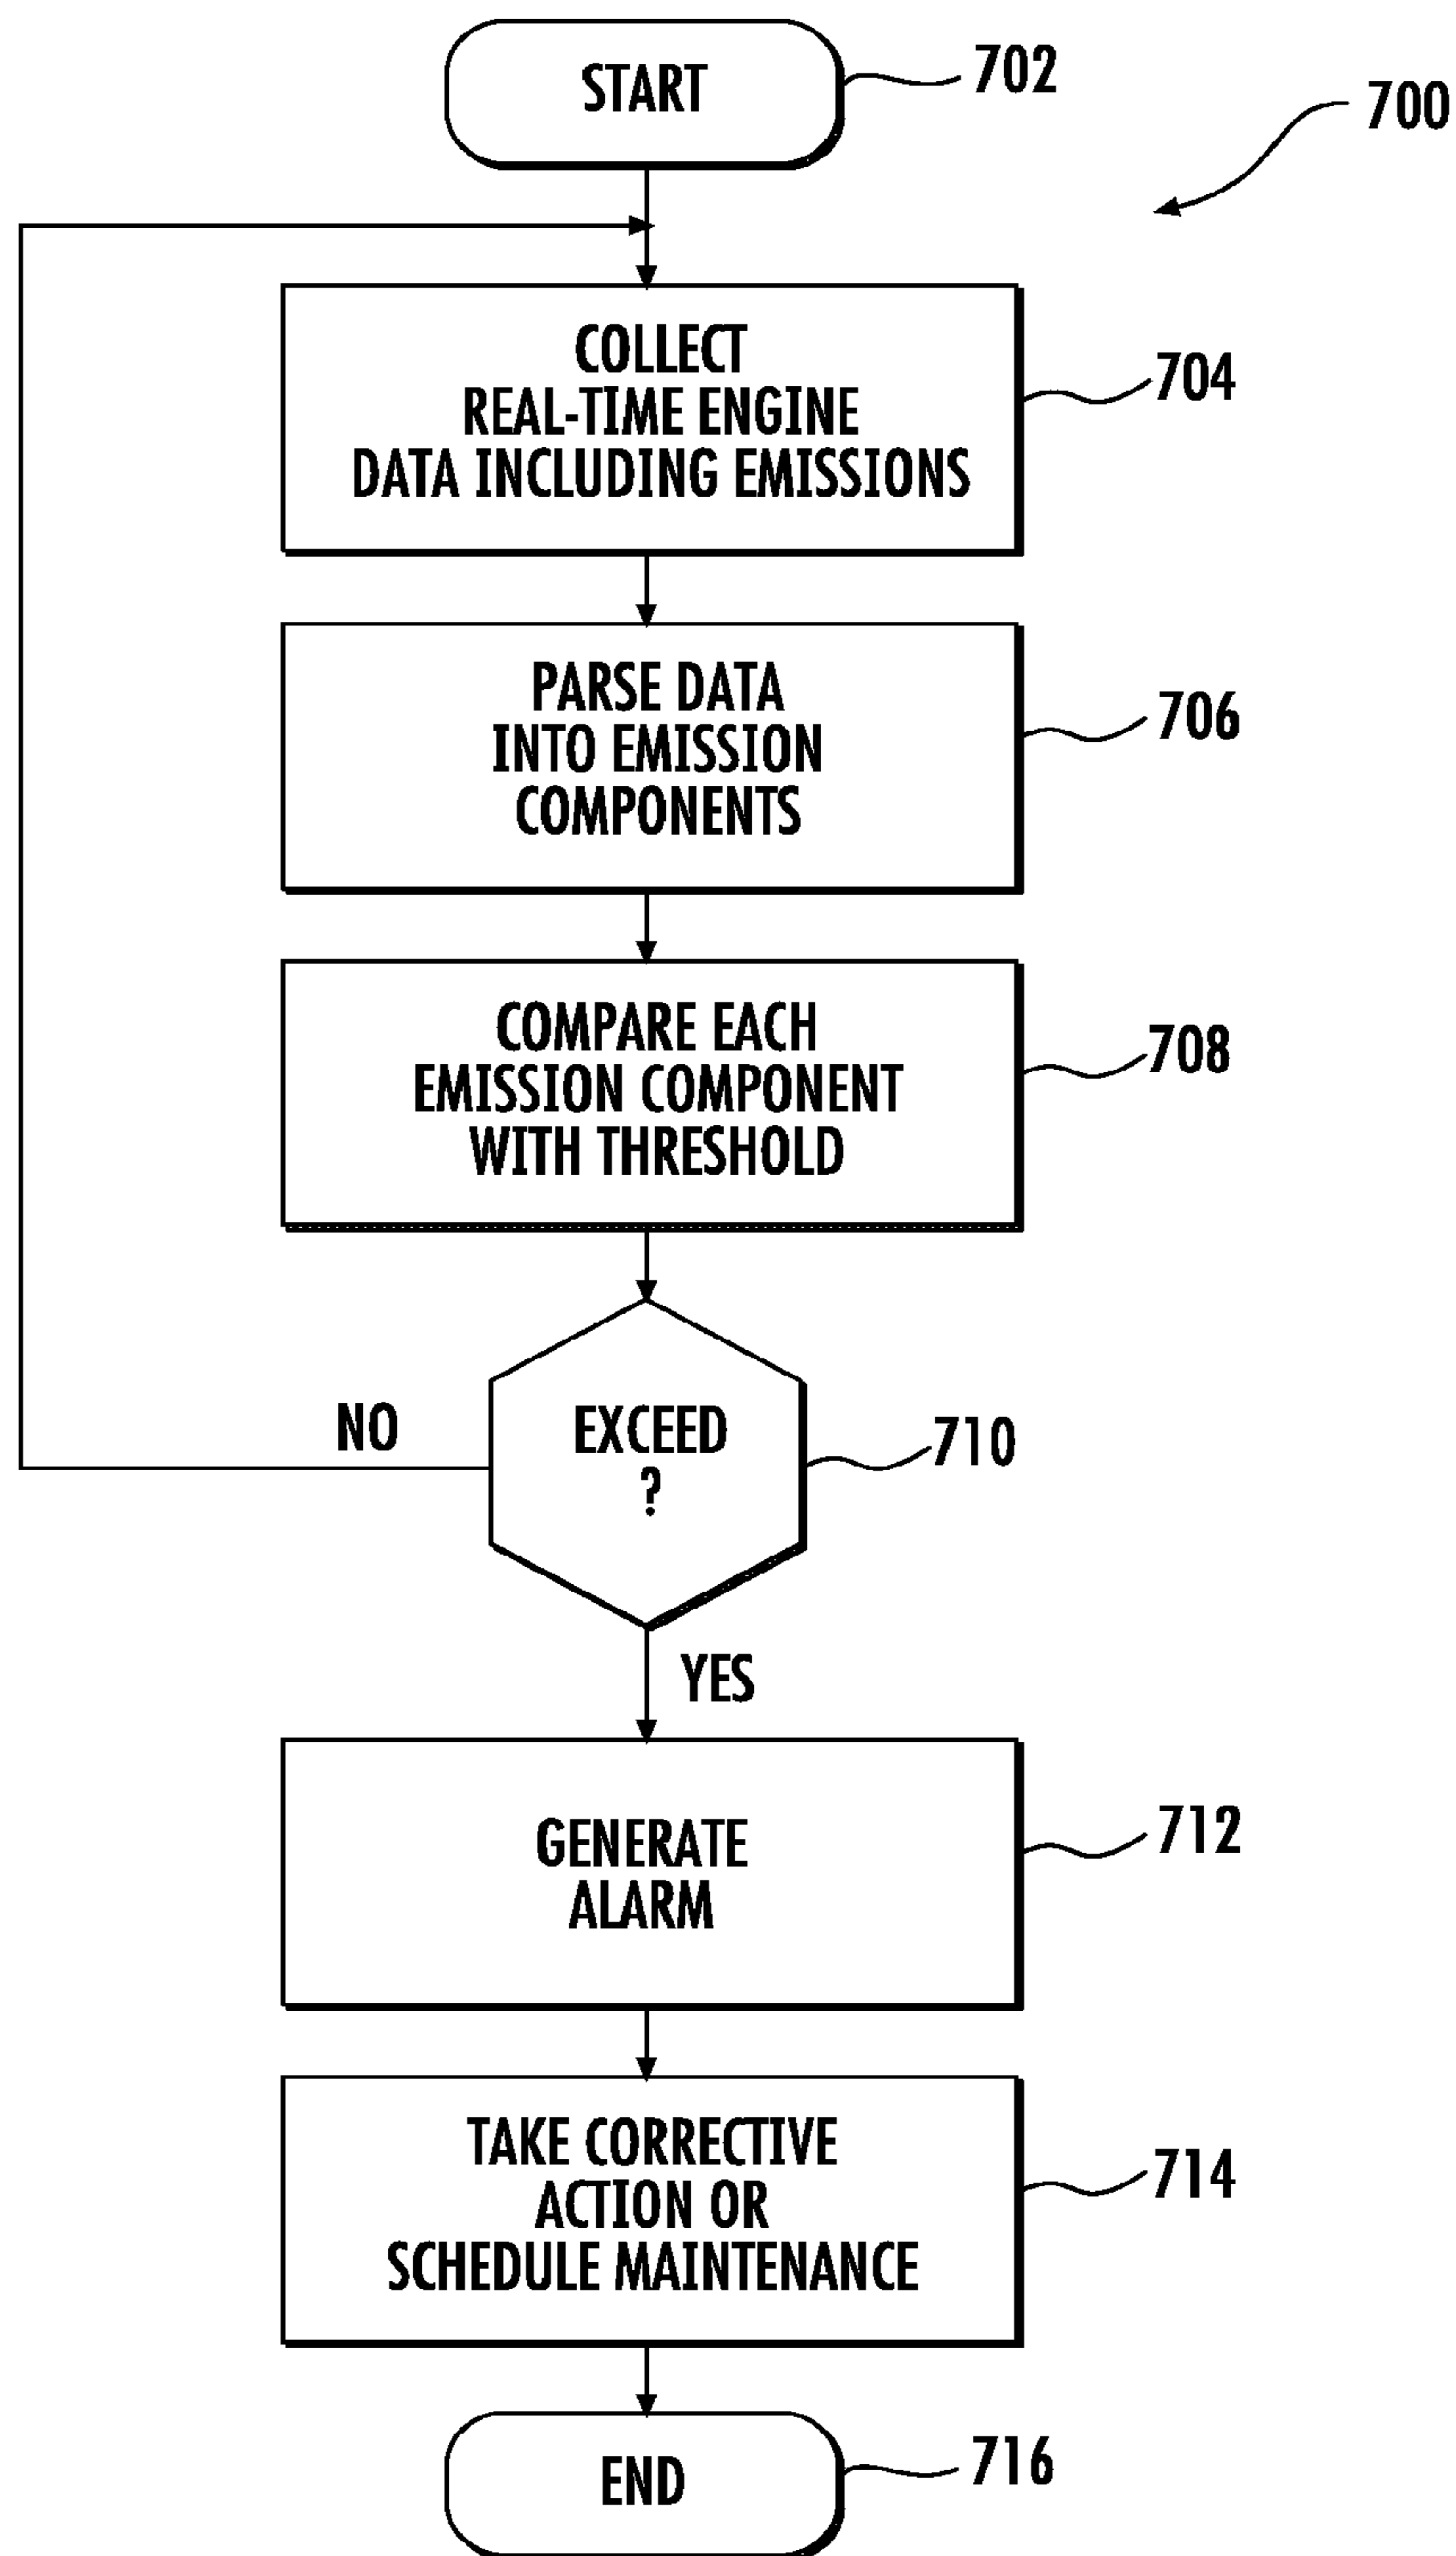 START
702
700
COLLECT
REAL-TIME ENGINE
DATA INCLUDING EMISSIONS
704
PARSE DATA
INTO EMISSION
COMPONENTS
706
COMPARE EACH
EMISSION COMPONENT
WITH THRESHOLD
708
NO
EXCEED
?
710
YES
GENERATE
ALARM
712
TAKE CORRECTIVE
ACTION OR
SCHEDULE MAINTENANCE
714
END
716